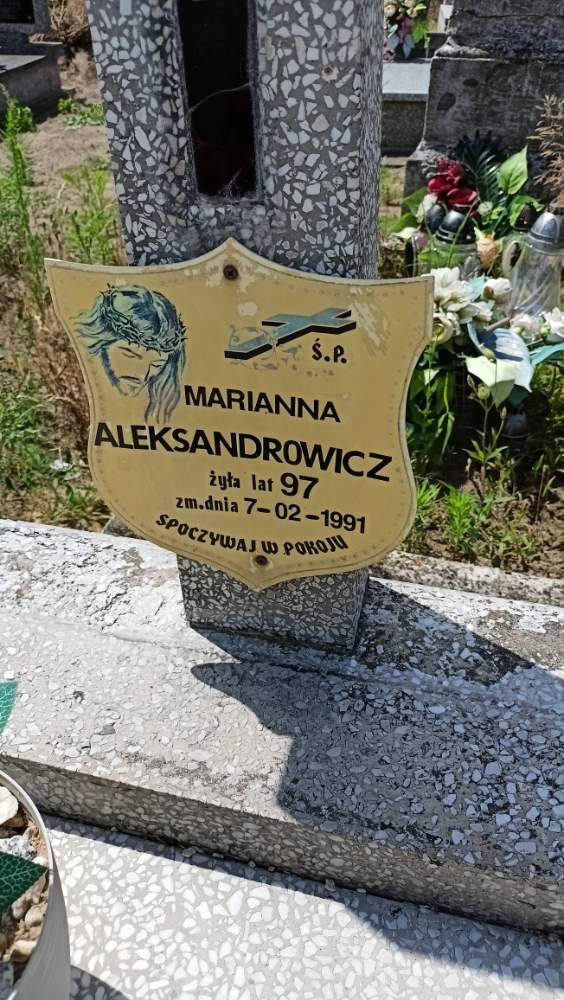 Ś.P.
MARIANNA
ALEKSANDROWICZ
żyła lat 97
zm.dnia 7-02-1991
SPOCZYWAJ W POKOJU